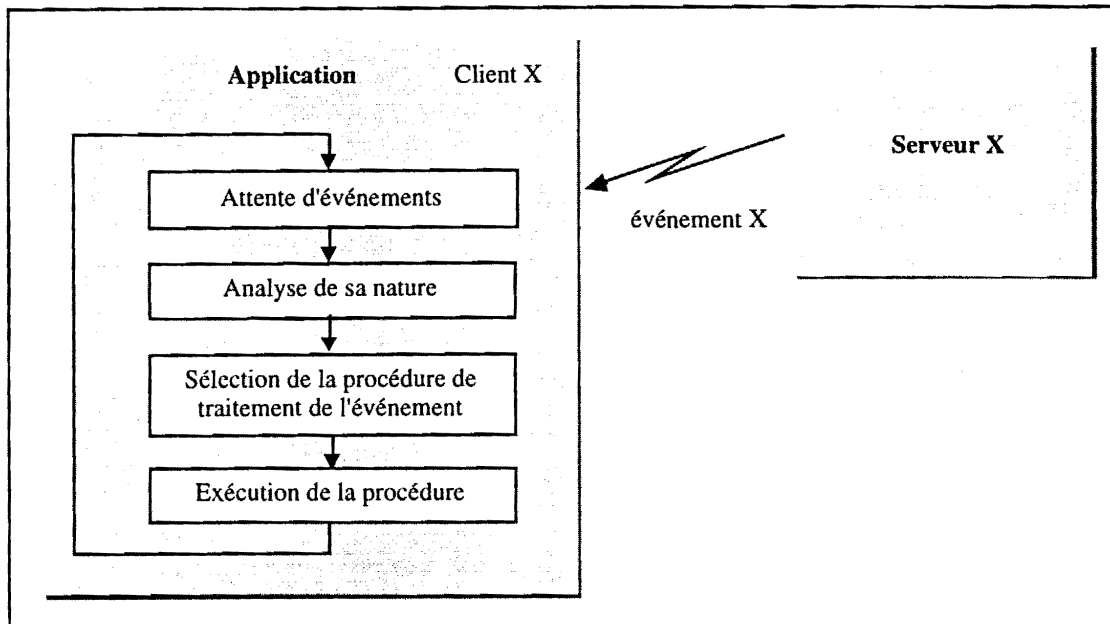 Application Client X
Attente d'événements
Analyse de sa nature
Sélection de la procédure de
traitement de l'événement
Exécution de la procédure
Serveur X
événement X